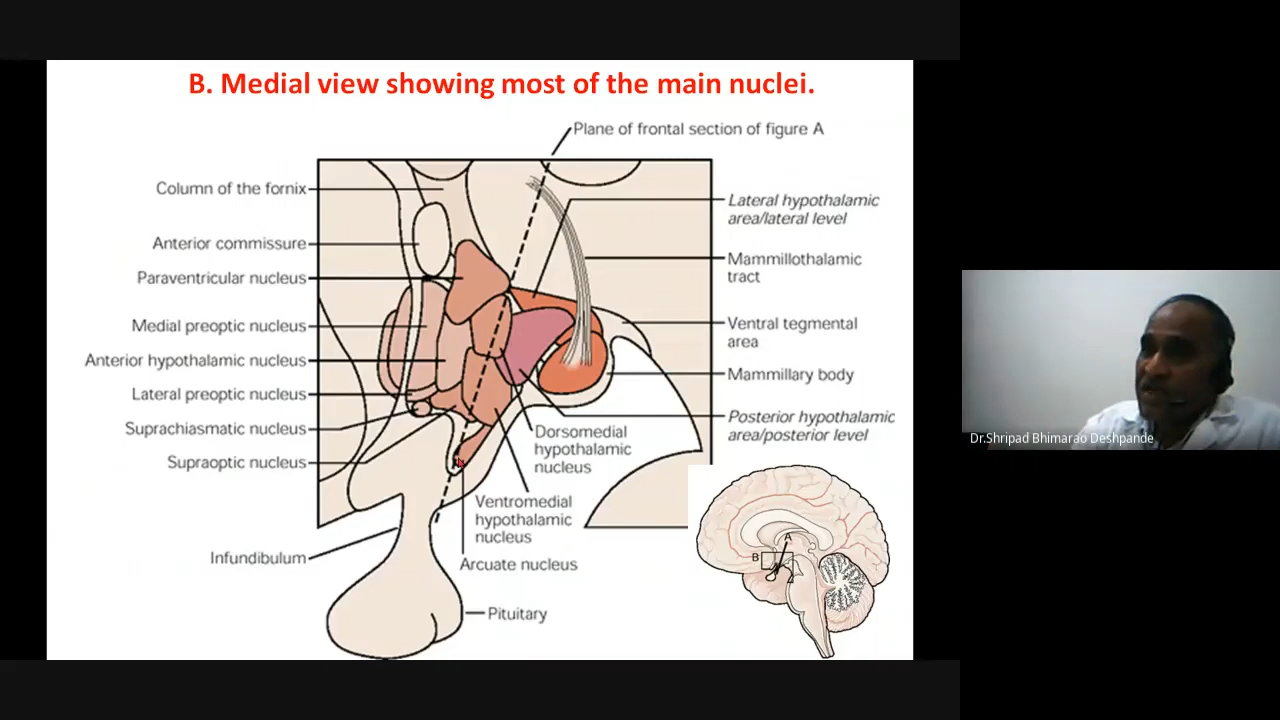 B. Medial view showing most of the main nuclei.
Plane of frontal section of figure A
Column of the fornix
Anterior commissure
Paraventricular nucleus
Medial preoptic nucleus
Anterior hypothalamic nucleus
Lateral preoptic nucleus
Suprachiasmatic nucleus
Supraoptic nucleus
Infundibulum
Lateral hypothalamic
area/lateral level
Mammillothalamic
tract
Ventral tegmental
area
Mammillary body
Posterior hypothalamic
area/posterior level
Dorsomedial
hypothalamic
nucleus
Ventromedial
hypothalamic
nucleus
Arcuate nucleus
Pituitary
A
B
Dr.Shripad Bhimarao Deshpande